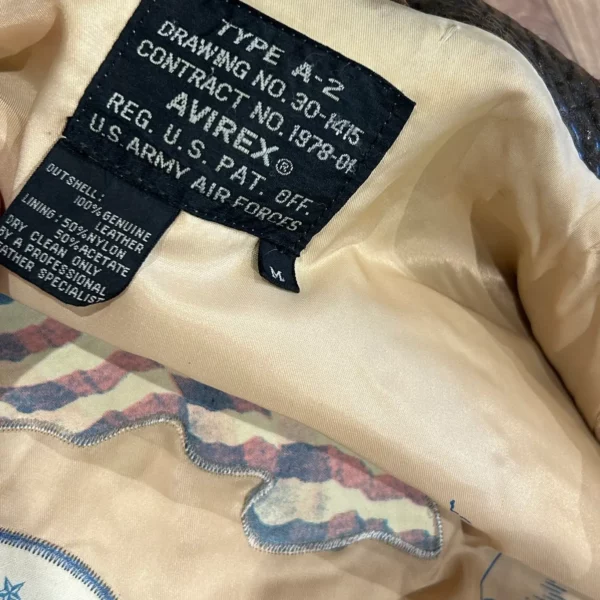 TYPE A-2
DRAWING NO. 30-1415
CONTRACT NO. 1978-01
AVIREX®
REG. U.S. PAT. OFF.
U.S. ARMY AIR FORCES
M
OUTSHELL:
100% GENUINE
LEATHER
LINING: 50% NYLON
50% ACETATE
DRY CLEAN ONLY
BY A PROFESSIONAL
LEATHER SPECIALIST